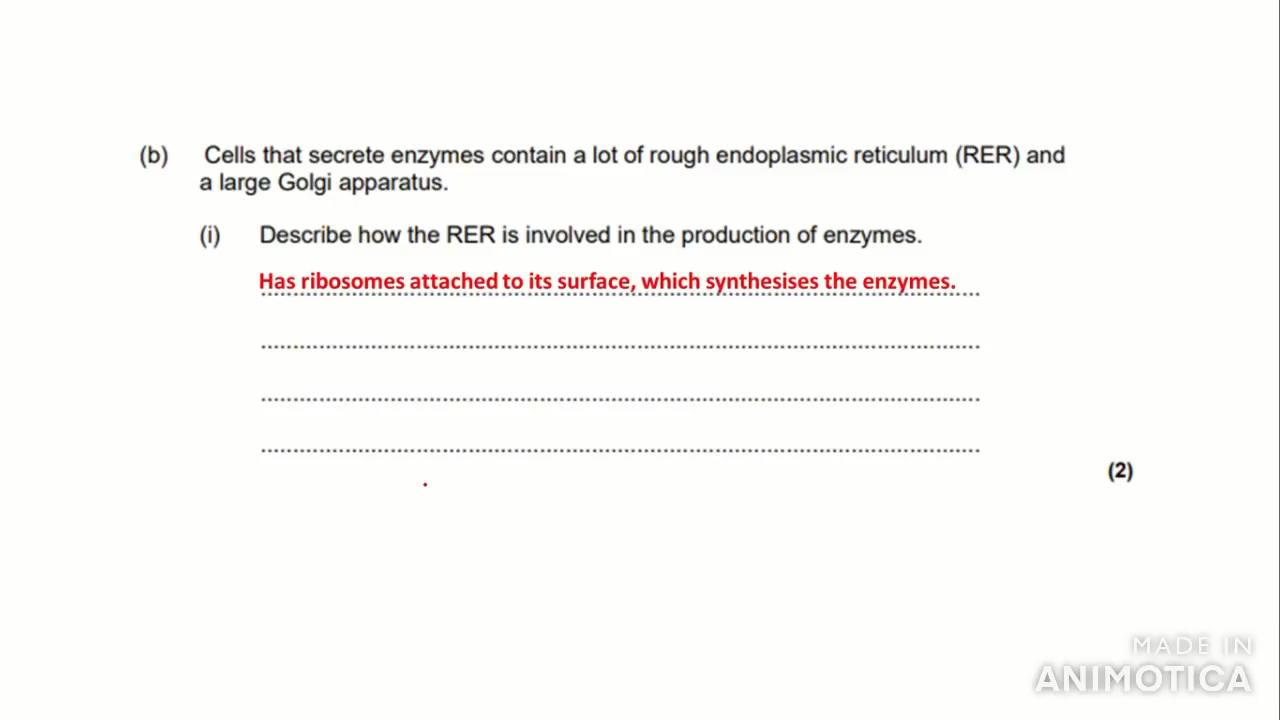 (b) Cells that secrete enzymes contain a lot of rough endoplasmic reticulum (RER) and
a large Golgi apparatus.
(i) Describe how the RER is involved in the production of enzymes.
Has ribosomes attached to its surface, which synthesises the enzymes.
(2)
MADE IN
ANIMOTICA